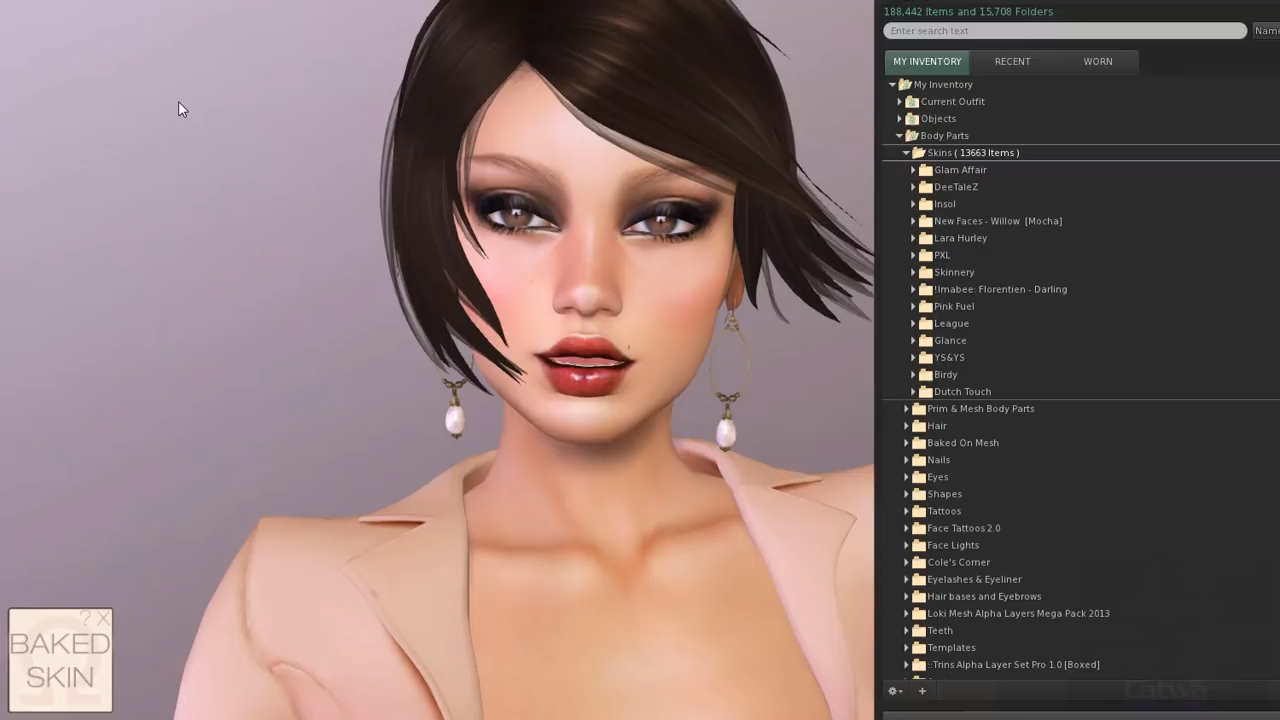 188,442 Items and 15,708 Folders
Enter search text
Name
MY INVENTORY RECENT WORN
My Inventory
Current Outfit
Objects
Body Parts
Skins ( 13663 Items )
Glam Affair
DeeTaleZ
Insol
New Faces - Willow [Mocha]
Lara Hurley
PXL
Skinnery
!Imabee: Florentien - Darling
Pink Fuel
League
Glance
YS&YS
Birdy
Dutch Touch
Prim & Mesh Body Parts
Hair
Baked On Mesh
Nails
Eyes
Shapes
Tattoos
Face Tattoos 2.0
Face Lights
Cole's Corner
Eyelashes & Eyeliner
Hair bases and Eyebrows
Loki Mesh Alpha Layers Mega Pack 2013
Teeth
Templates
::Trins Alpha Layer Set Pro 1.0 [Boxed]
? X
BAKED
SKIN
Catwa